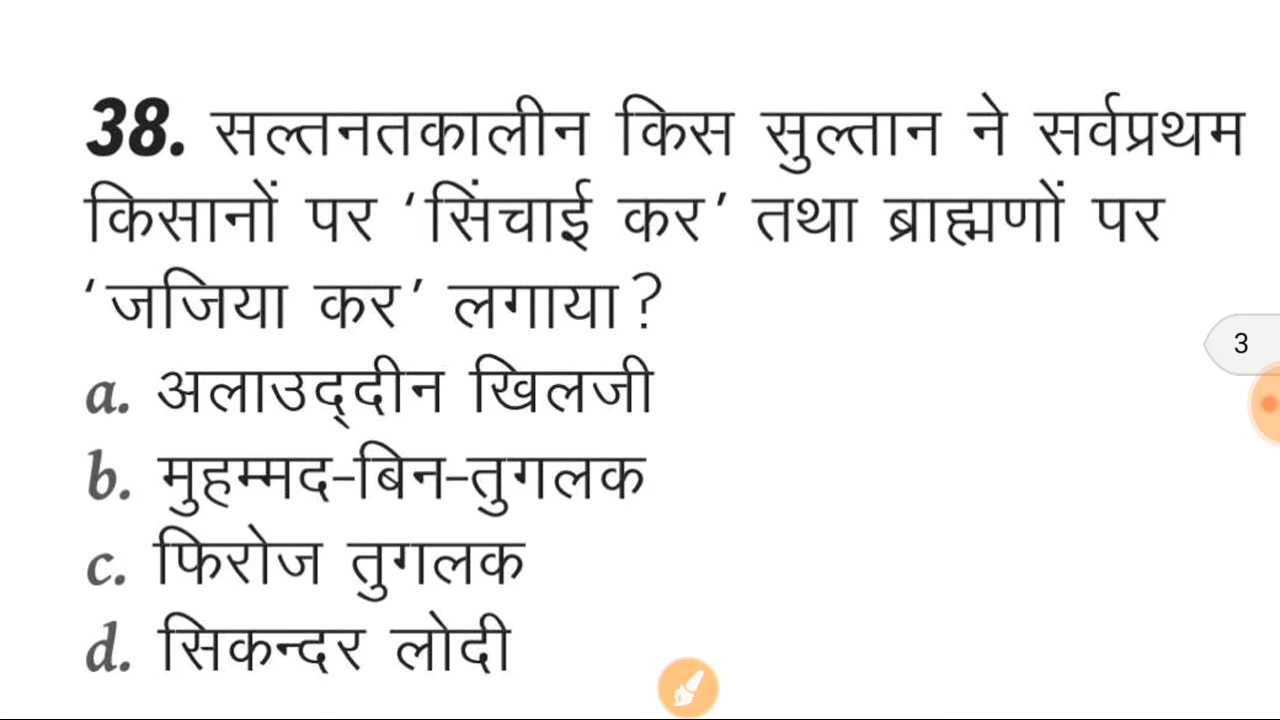 38. सल्तनतकालीन किस सुल्तान ने सर्वप्रथम
किसानों पर ‘सिंचाई कर’ तथा ब्राह्मणों पर
‘जजिया कर’ लगाया?
3
a. अलाउद्‌दीन खिलजी
b. मुहम्मद-बिन-तुगलक
c. फिरोज तुगलक
d. सिकन्दर लोदी